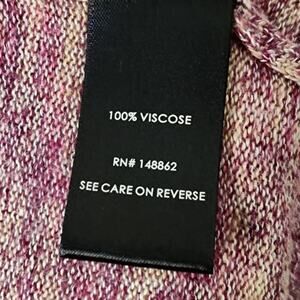 100% VISCOSE
RN# 148862
SEE CARE ON REVERSE